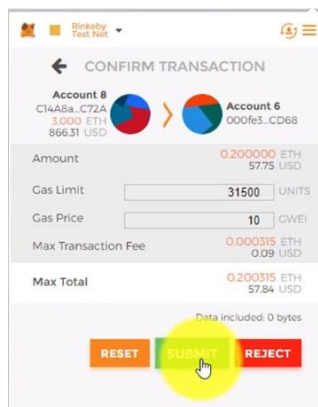 Rinkeby
Test Net
CONFIRM TRANSACTION
Account 8
C14A8a...C72A
3.000 ETH
866.31 USD
Account 6
000fe3...CD68
Amount
0.200000 ETH
57.75 USD
Gas Limit
31500 UNITS
Gas Price
10 GWEI
Max Transaction Fee
0.000315 ETH
0.09 USD
Max Total
0.200315 ETH
57.84 USD
Data included: 0 bytes
RESET SUBMIT REJECT